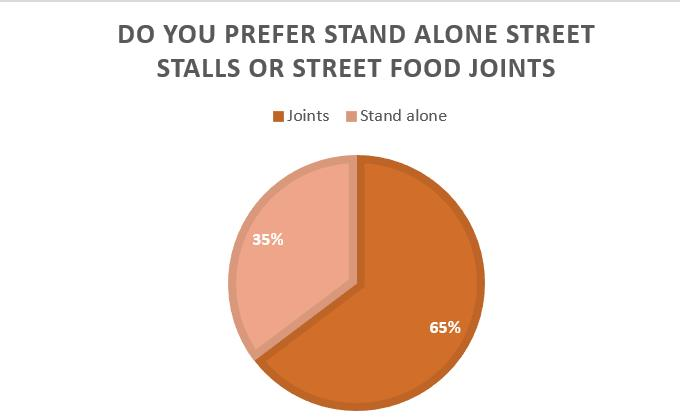 DO YOU PREFER STAND ALONE STREET
STALLS OR STREET FOOD JOINTS
Joints Stand alone
35%
65%